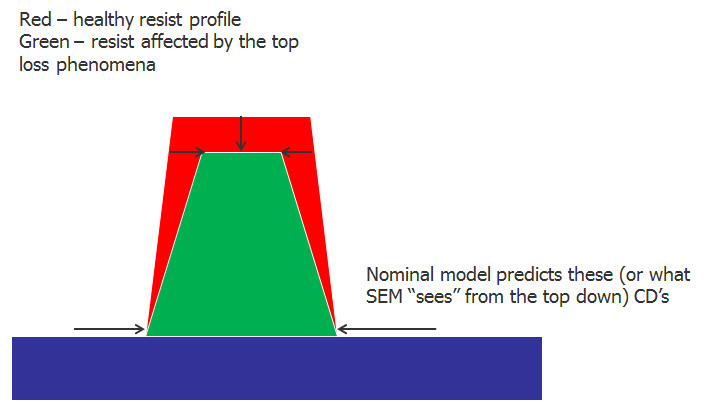 Red – healthy resist profile
Green – resist affected by the top
loss phenomena
Nominal model predicts these (or what
SEM “sees” from the top down) CD’s